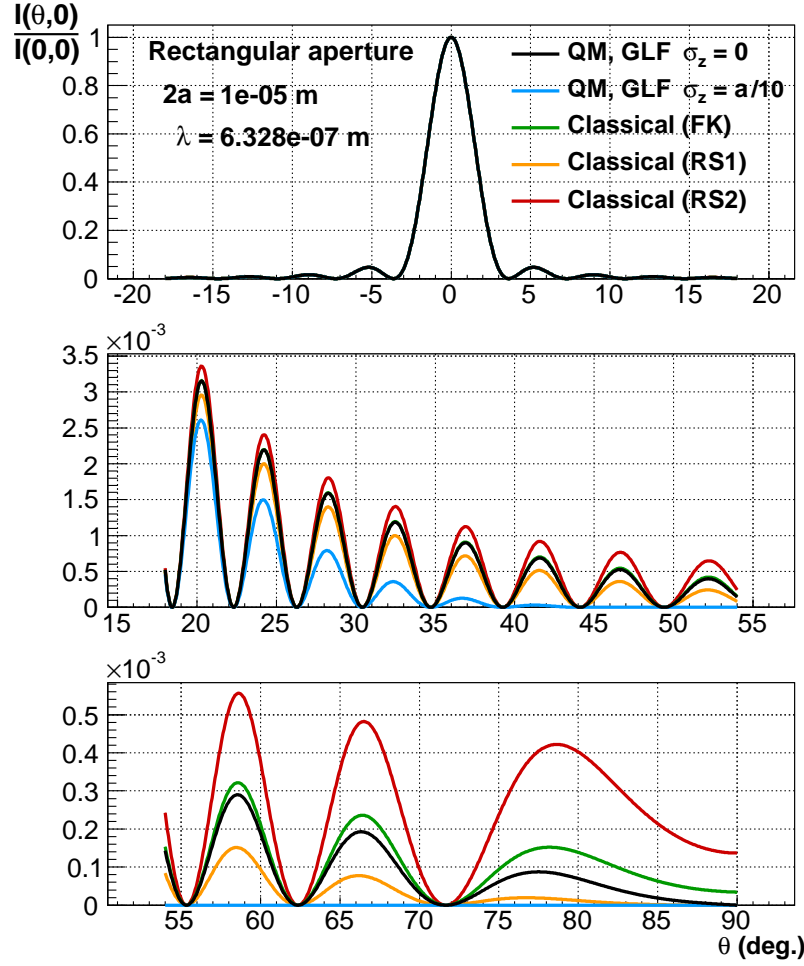 I(θ,0)
I(0,0)
Rectangular aperture
2a = 1e-05 m
λ = 6.328e-07 m
QM, GLF σz = 0
QM, GLF σz = a/10
Classical (FK)
Classical (RS1)
Classical (RS2)
1
0.8
0.6
0.4
0.2
0
-20 -15 -10 -5 0 5 10 15 20
×10⁻³
3.5
3
2.5
2
1.5
1
0.5
0
15 20 25 30 35 40 45 50 55
×10⁻³
0.5
0.4
0.3
0.2
0.1
0
55 60 65 70 75 80 85 90
θ (deg.)